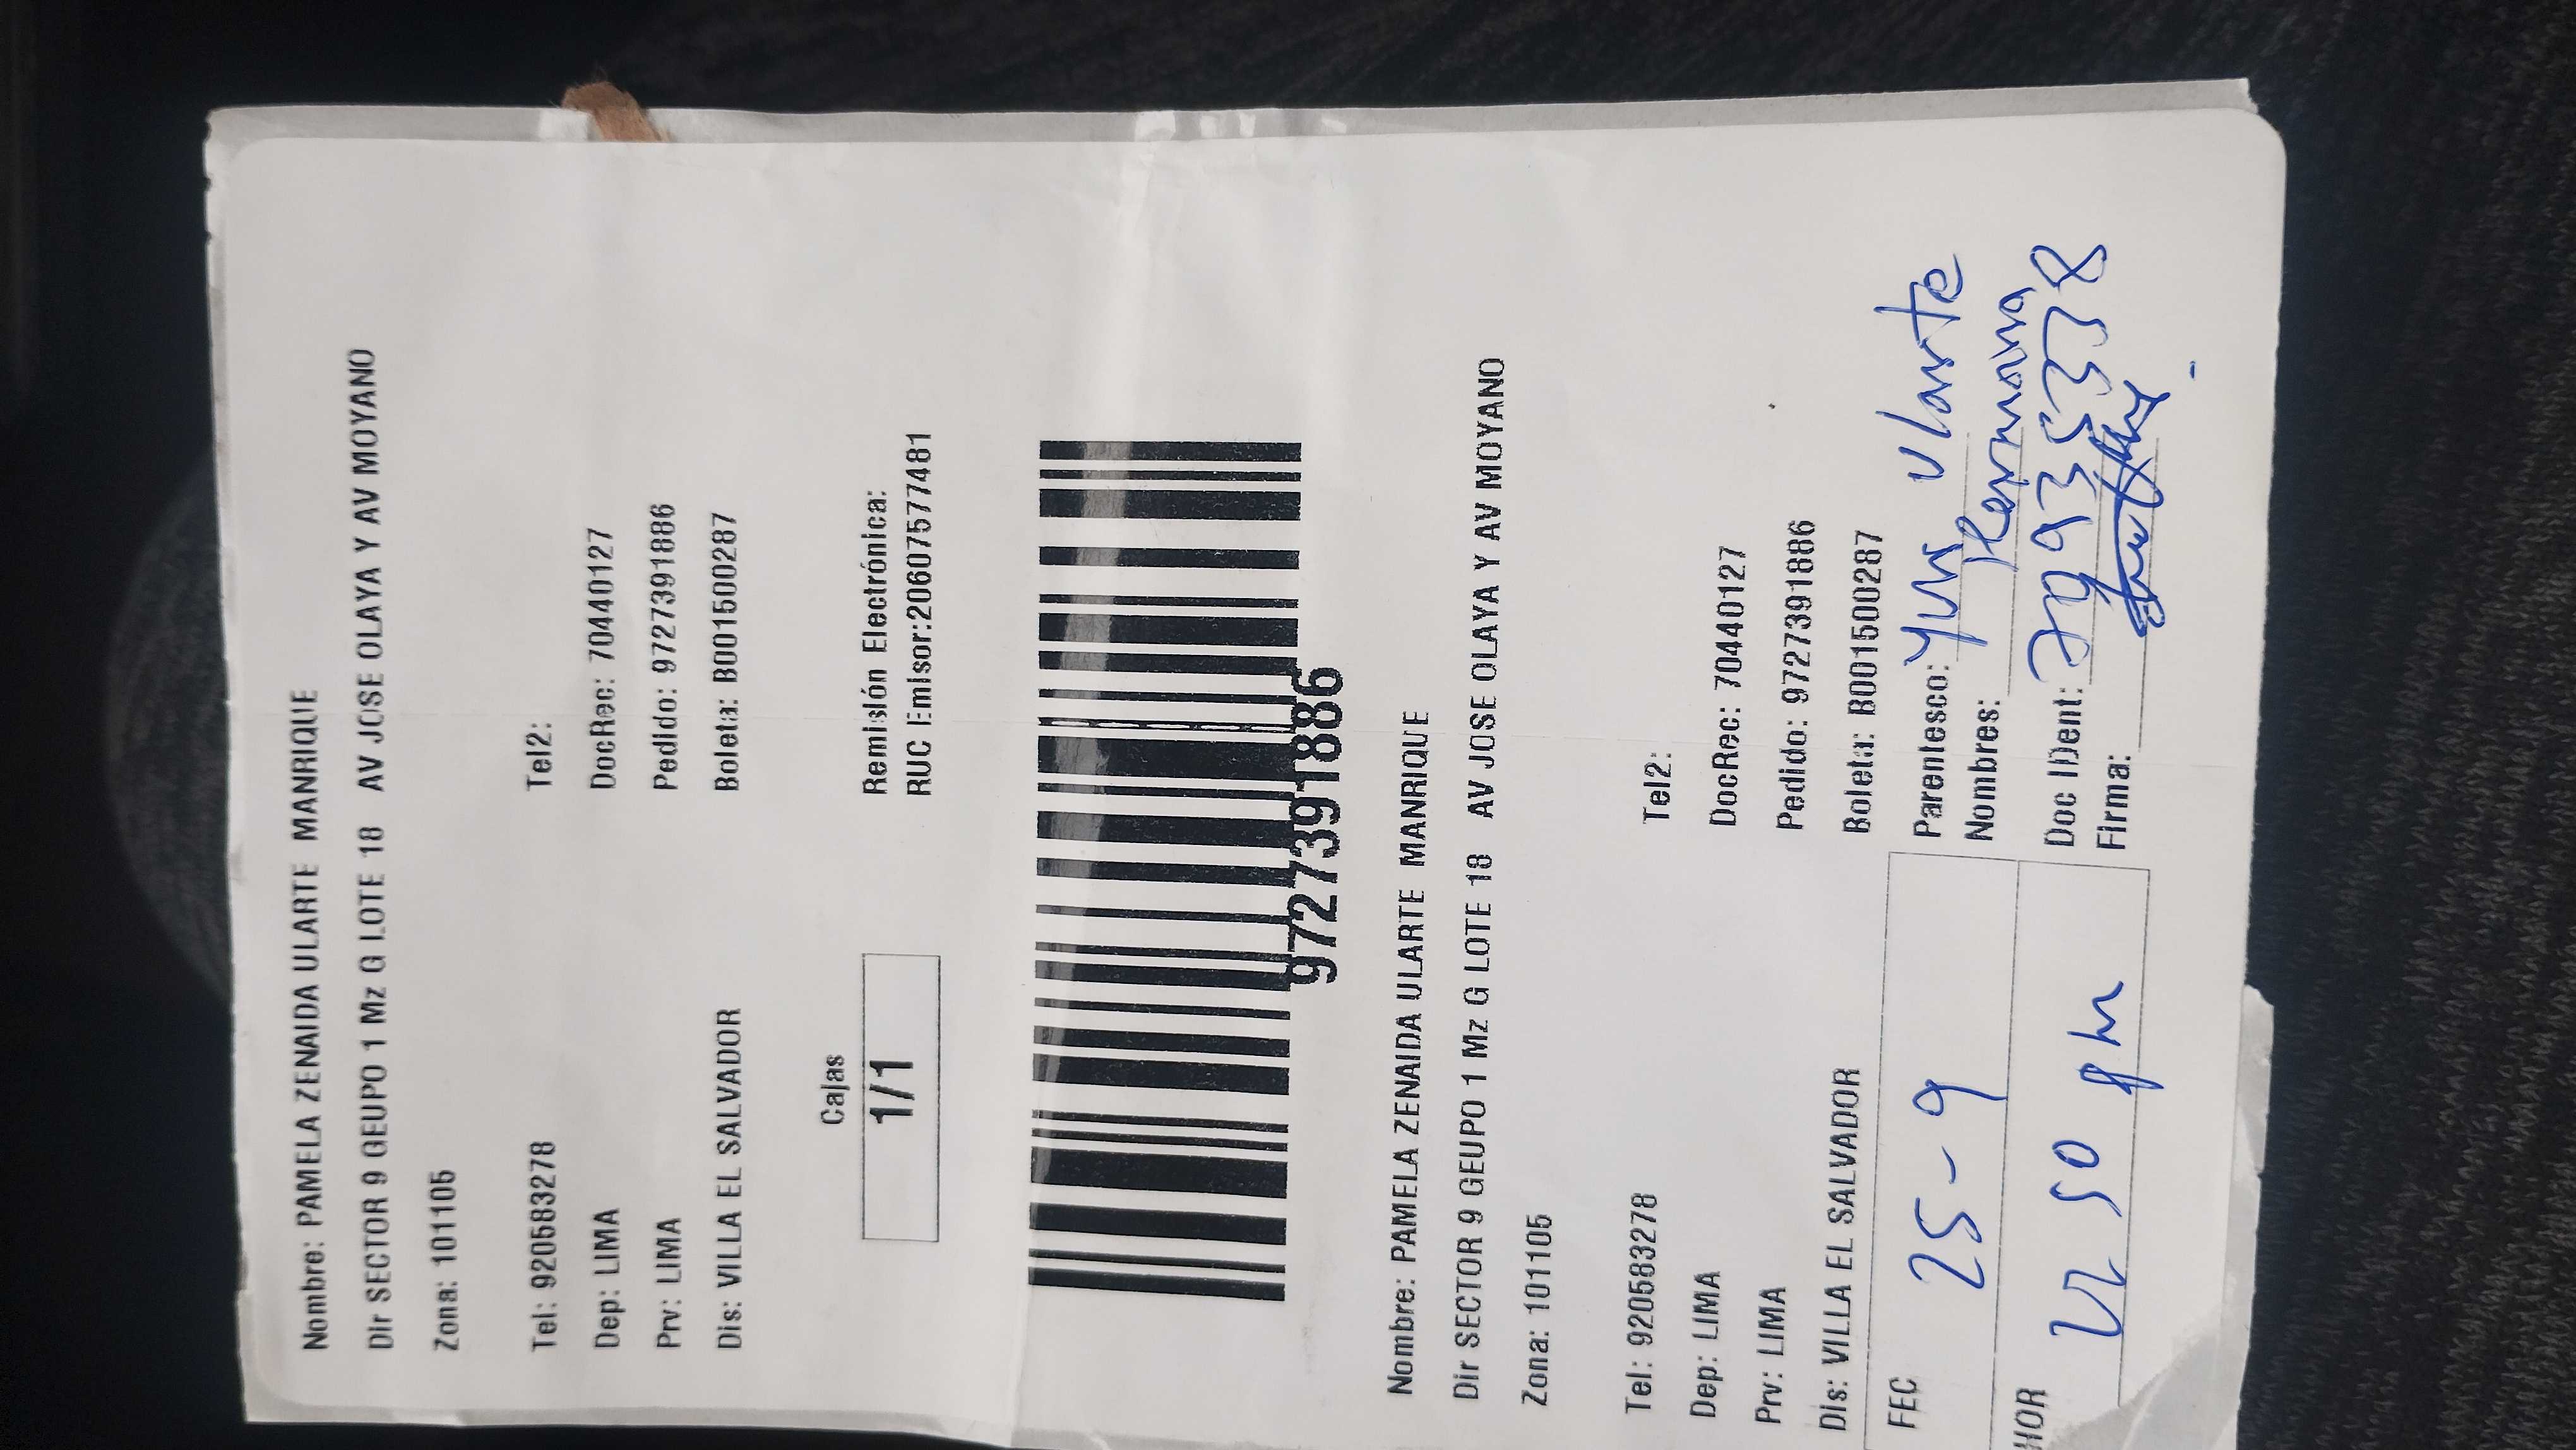 Nombre: PAMELA ZENAIDA ULARTE MANRIQUE
Dir SECTOR 9 GEUPO 1 Mz G LOTE 18 AV JOSE OLAYA Y AV MOYANO
Zona: 101105
Tel: 920583278 Tel2:
Dep: LIMA DocRec: 70440127
Prv: LIMA Pedido: 9727391886
Dis: VILLA EL SALVADOR Boleta: B001500287
Cajas
1/1
Remisión Electrónica:
RUC Emisor:20607577481
9727391886
Nombre: PAMELA ZENAIDA ULARTE MANRIQUE
Dir SECTOR 9 GEUPO 1 Mz G LOTE 18 AV JOSE OLAYA Y AV MOYANO
Zona: 101105
Tel: 920583278 Tel2:
Dep: LIMA DocRec: 70440127
Prv: LIMA Pedido: 9727391886
Dis: VILLA EL SALVADOR Boleta: B001500287
FEC 25-9 Parentesco: Ularte
Nombres: Hermana
HOR 50 pm Doc IDent:
Firma: